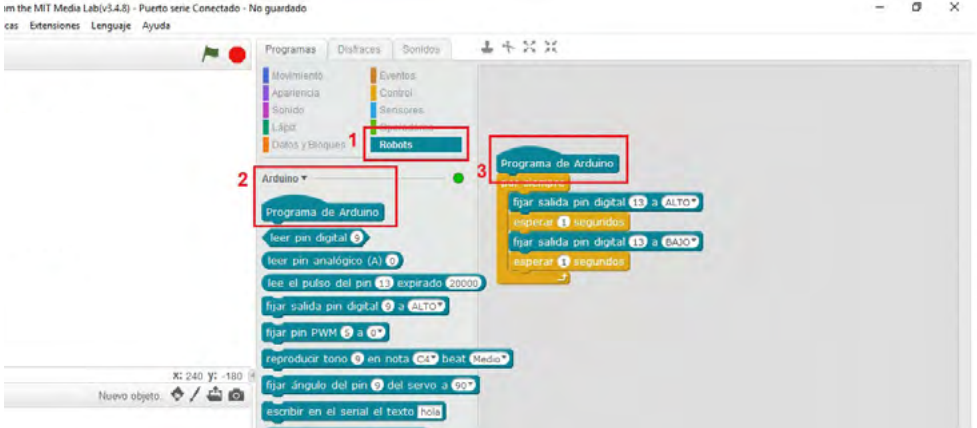 om the MIT Media Lab(v3.4.8) - Puerto serie Conectado - No guardado
cas Extensiones Lenguaje Ayuda
Programas Disfraces Sonidos
Movimiento Eventos
Apariencia Control
Sonido Sensores
Lápiz Operadores
Datos y Bloques 1 Robots
2 Arduino
Programa de Arduino
leer pin digital 9
leer pin analógico (A) 0
lee el pulso del pin 13 expirado 20000
fijar salida pin digital 9 a ALTO
fijar pin PWM 5 a 0
reproducir tono 9 en nota C4 beat Medio
fijar ángulo del pin 9 del servo a 90
escribir en el serial el texto hola
3 Programa de Arduino
por siempre
fijar salida pin digital 13 a ALTO
esperar 1 segundos
fijar salida pin digital 13 a BAJO
esperar 1 segundos
X: 240 y: -180
Nuevo objeto: